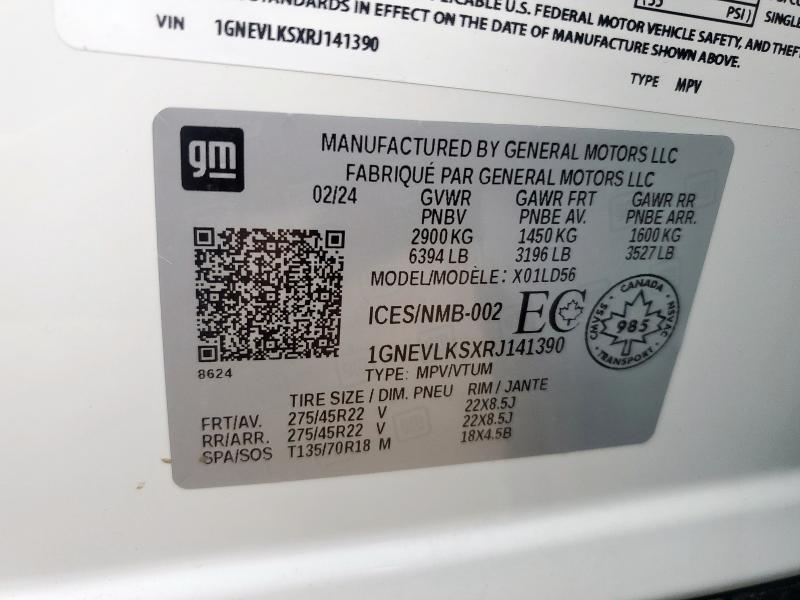 PSI) SINGLE
STANDARDS IN EFFECT ON THE DATE OF MANUFACTURE SHOWN ABOVE.
U.S. FEDERAL MOTOR VEHICLE SAFETY, AND THEFT
VIN 1GNEVLKSXRJ141390
TYPE MPV
gm
MANUFACTURED BY GENERAL MOTORS LLC
FABRIQUÉ PAR GENERAL MOTORS LLC
02/24 GVWR GAWR FRT GAWR RR
PNBV PNBE AV. PNBE ARR.
2900 KG 1450 KG 1600 KG
6394 LB 3196 LB 3527 LB
MODEL/MODÈLE: X01LD56
ICES/NMB-002 EC
CANADA
CMVSS 985 NSVAC
TRANSPORT
1GNEVLKSXRJ141390
8624
TYPE: MPV/VTUM
TIRE SIZE / DIM. PNEU RIM / JANTE
FRT/AV. 275/45R22 V 22X8.5J
RR/ARR. 275/45R22 V 22X8.5J
SPA/SOS T135/70R18 M 18X4.5B